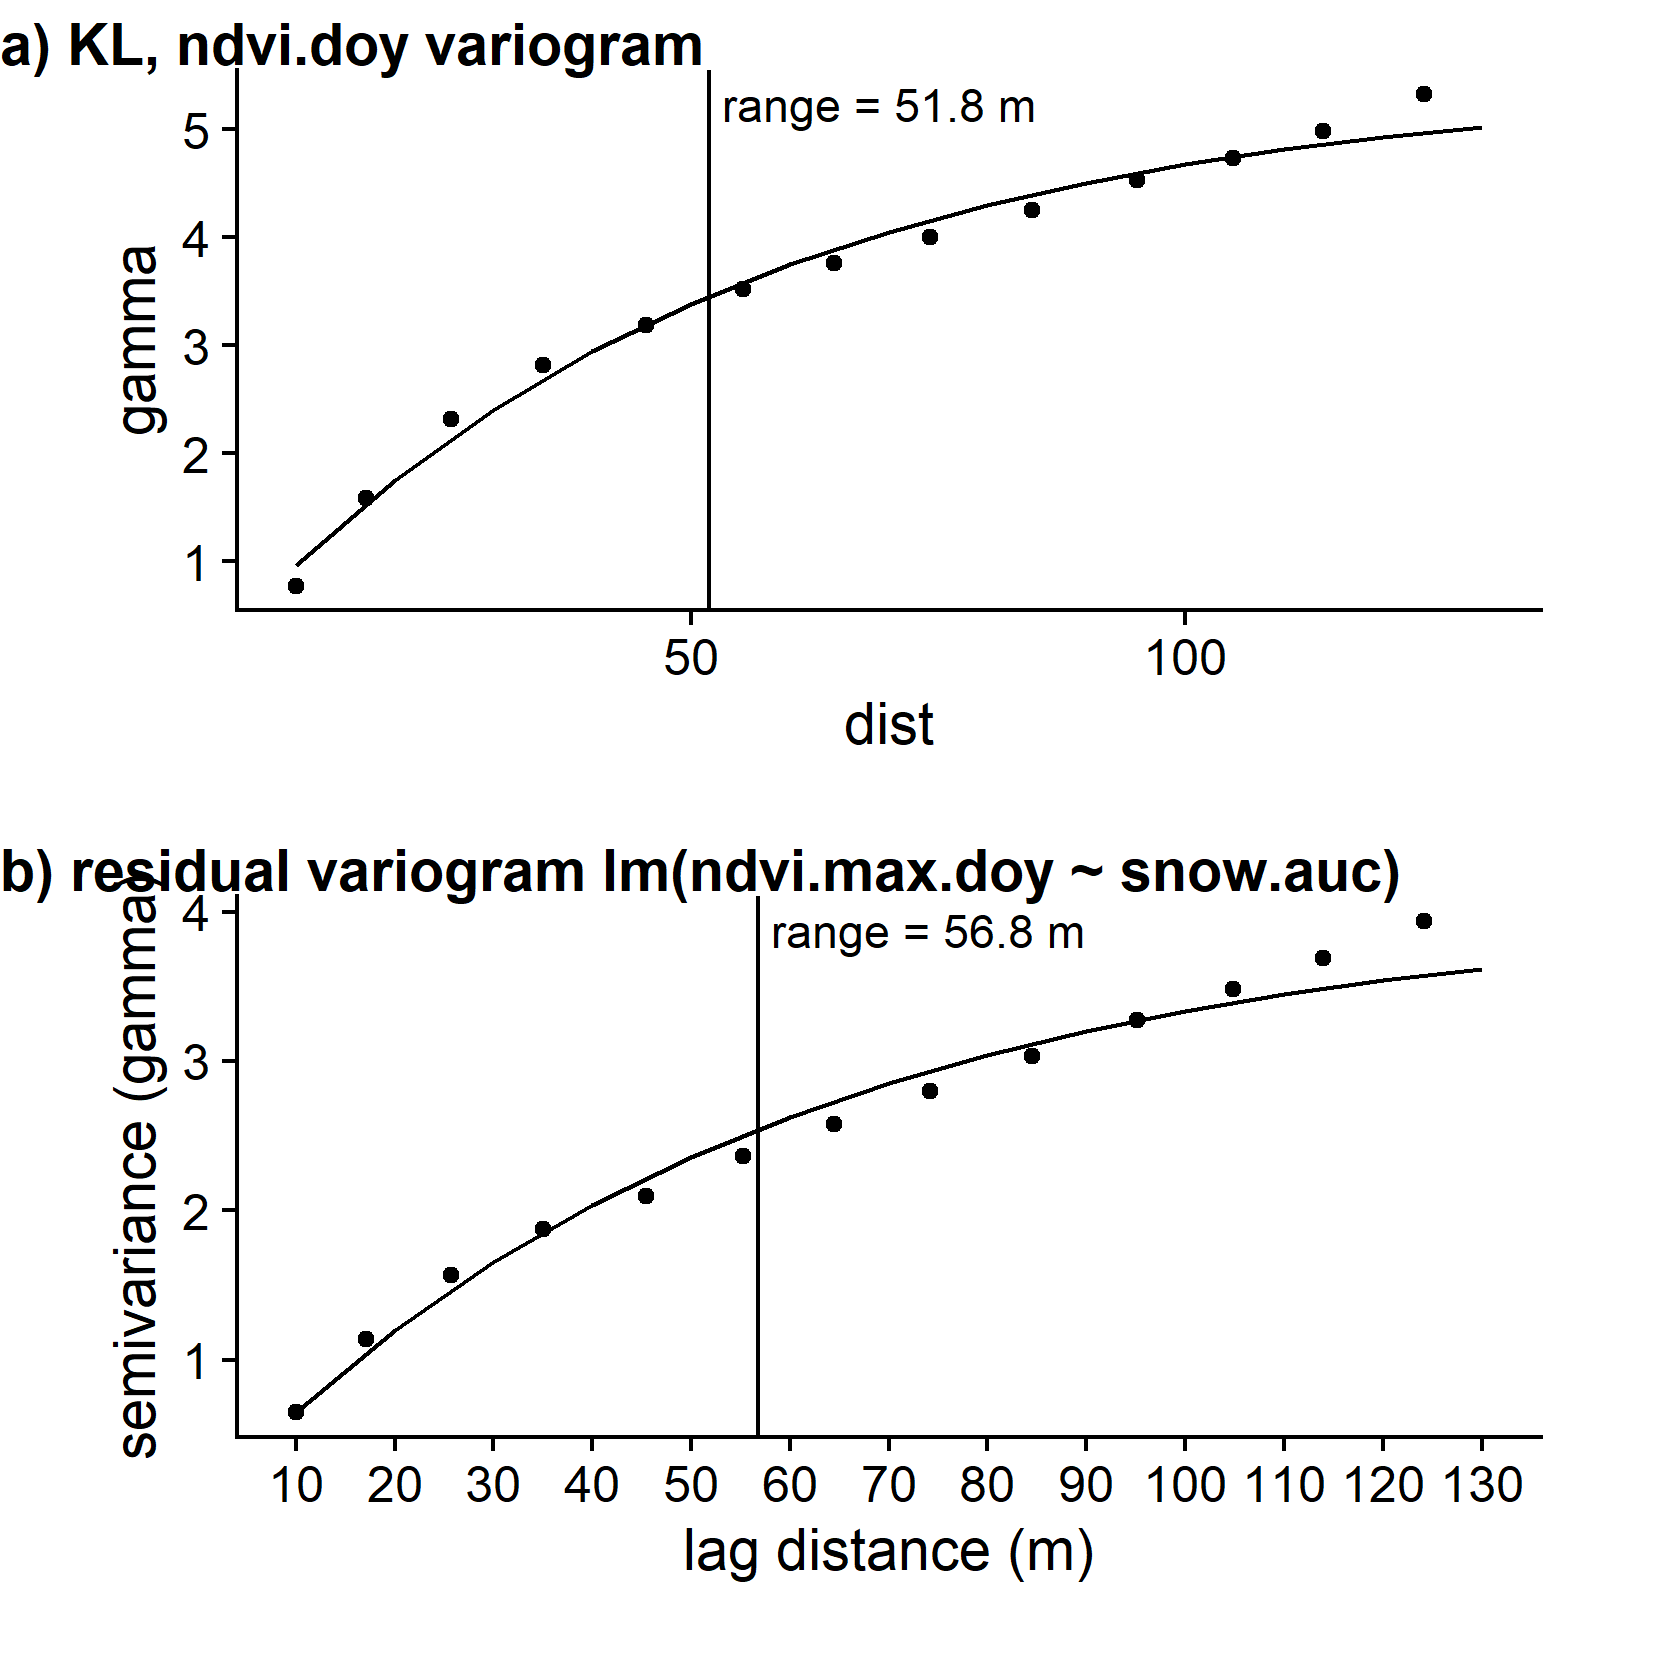 a) KL, ndvi.doy variogram
range = 51.8 m
5
4
3
2
1
gamma
50 100
dist
b) residual variogram lm(ndvi.max.doy ~ snow.auc)
range = 56.8 m
4
3
2
1
semivariance (gamma)
10 20 30 40 50 60 70 80 90 100 110 120 130
lag distance (m)